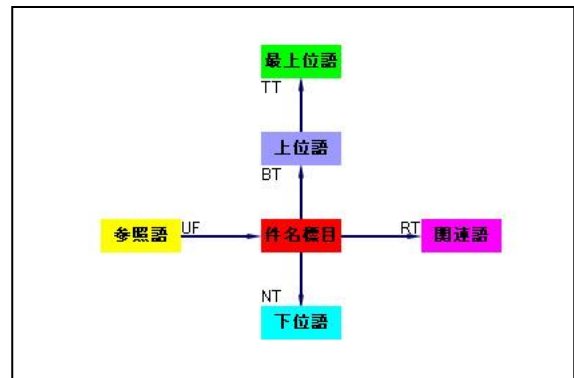 最上位語
TT
上位語
BT
参照語 UF 件名標目 RT 関連語
NT
下位語